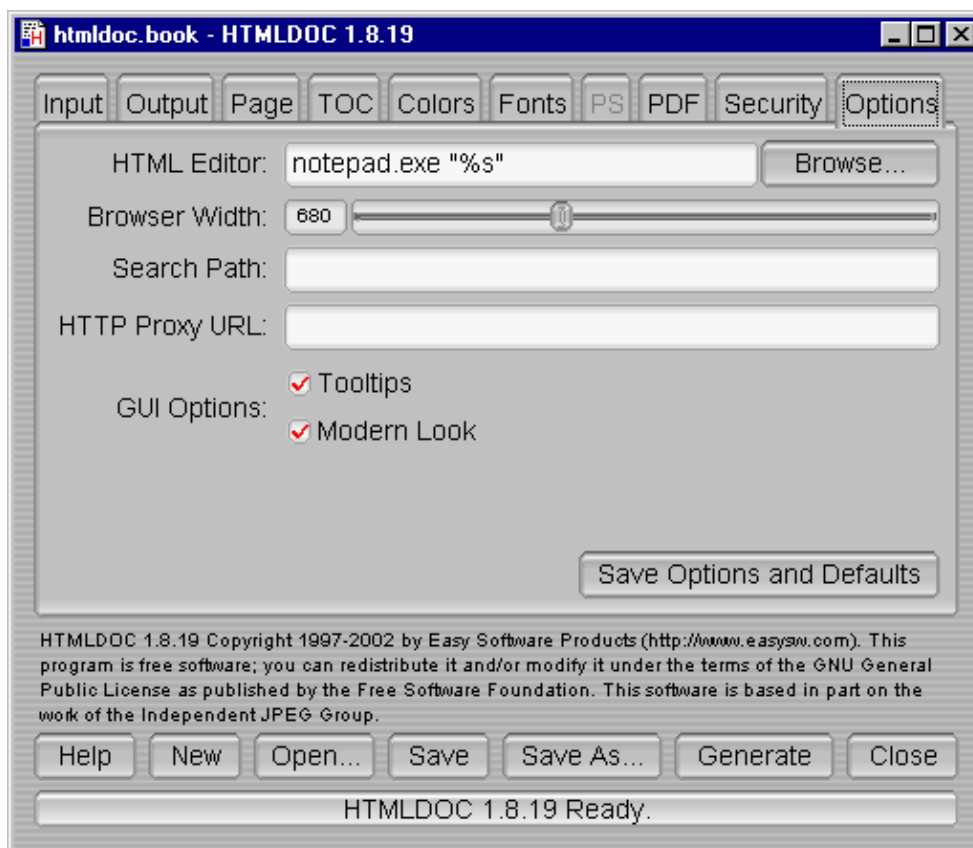 htmldoc.book - HTMLDOC 1.8.19
Input Output Page TOC Colors Fonts PS PDF Security Options
HTML Editor: notepad.exe "%s" Browse...
Browser Width: 680
Search Path:
HTTP Proxy URL:
GUI Options:
Tooltips
Modern Look
Save Options and Defaults
HTMLDOC 1.8.19 Copyright 1997-2002 by Easy Software Products (http://www.easysw.com). This
program is free software; you can redistribute it and/or modify it under the terms of the GNU General
Public License as published by the Free Software Foundation. This software is based in part on the
work of the Independent JPEG Group.
Help New Open... Save Save As... Generate Close
HTMLDOC 1.8.19 Ready.